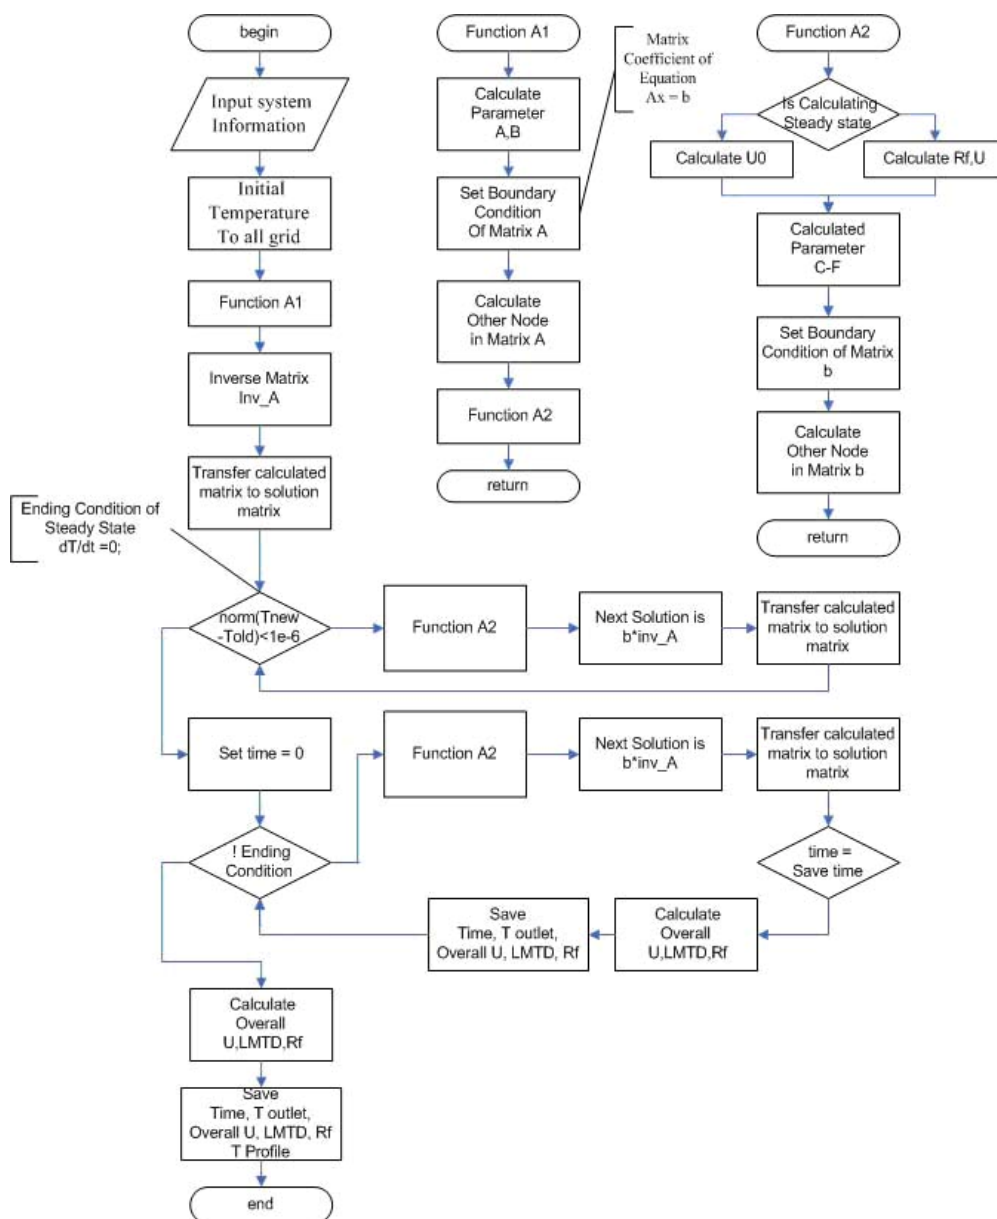 begin
Input system
Information
Initial
Temperature
To all grid
Function A1
Inverse Matrix
Inv_A
Transfer calculated
matrix to solution
matrix
Ending Condition of
Steady State
dT/dt =0;
norm(Tnew
-Told)<1e-6
Function A2
Next Solution is
b*inv_A
Transfer calculated
matrix to solution
matrix
Set time = 0
Function A2
Next Solution is
b*inv_A
Transfer calculated
matrix to solution
matrix
! Ending
Condition
time =
Save time
Calculate
Overall
U,LMTD,Rf
Save
Time, T outlet,
Overall U, LMTD, Rf
Calculate
Overall
U,LMTD,Rf
Save
Time, T outlet,
Overall U, LMTD, Rf
T Profile
end
Function A1
Calculate
Parameter
A,B
Set Boundary
Condition
Of Matrix A
Matrix
Coefficient of
Equation
Ax = b
Calculate
Other Node
in Matrix A
Function A2
return
Function A2
Is Calculating
Steady state
Calculate U0
Calculate Rf,U
Calculated
Parameter
C-F
Set Boundary
Condition of Matrix
b
Calculate
Other Node
in Matrix b
return